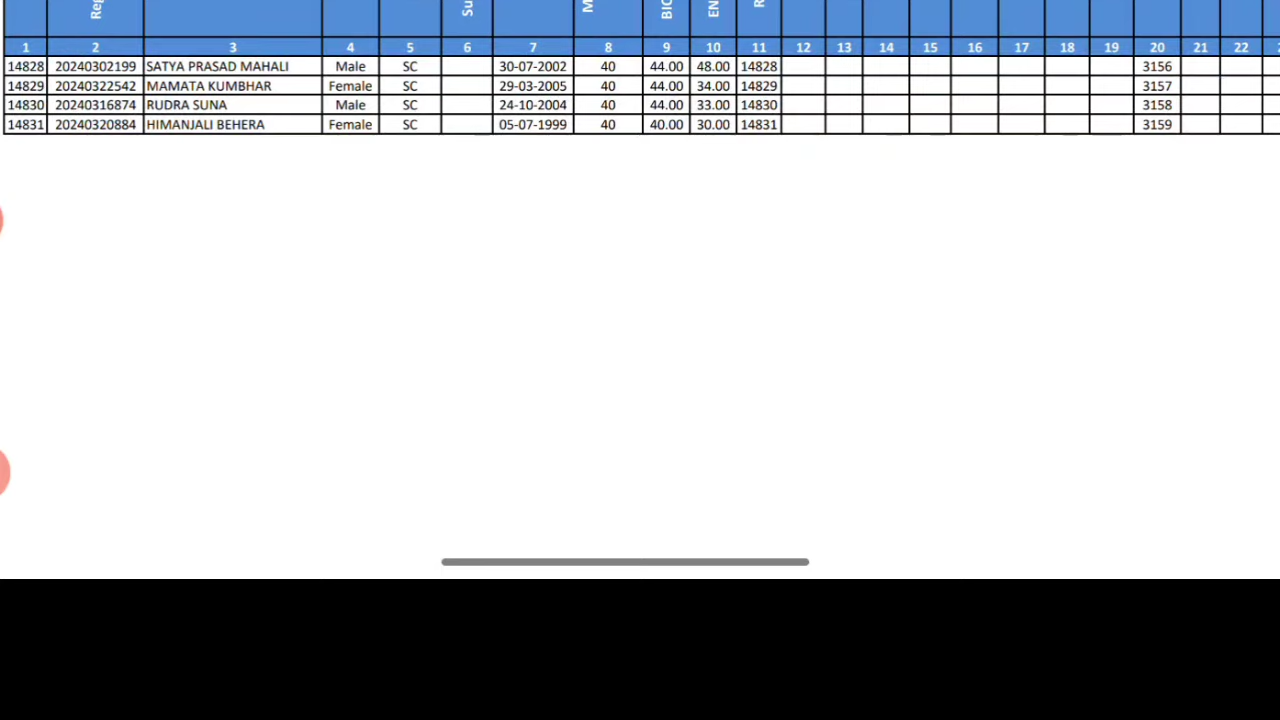 1 2 3 4 5 6 7 8 9 10 11 12 13 14 15 16 17 18 19 20 21 22
14828 20240302199 SATYA PRASAD MAHALI Male SC 30-07-2002 40 44.00 48.00 14828 3156
14829 20240322542 MAMATA KUMBHAR Female SC 29-03-2005 40 44.00 34.00 14829 3157
14830 20240316874 RUDRA SUNA Male SC 24-10-2004 40 44.00 33.00 14830 3158
14831 20240320884 HIMANJALI BEHERA Female SC 05-07-1999 40 40.00 30.00 14831 3159